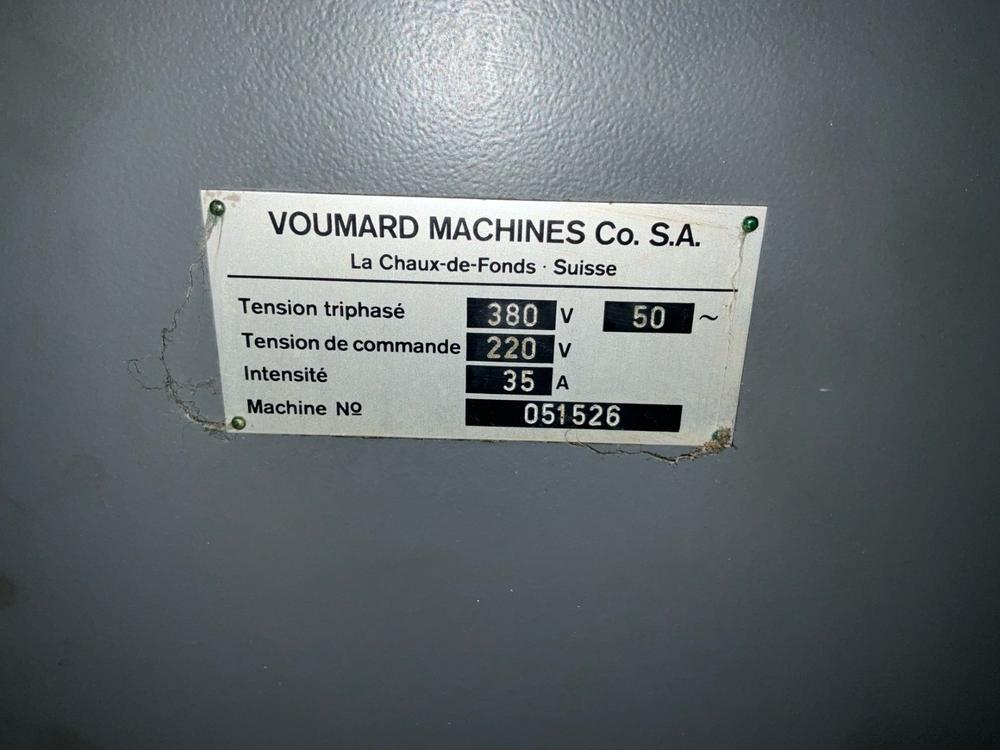 VOUMARD MACHINES Co. S.A.
La Chaux-de-Fonds · Suisse
Tension triphasé 380 V 50 ~
Tension de commande 220 V
Intensité 35 A
Machine Nº 051526